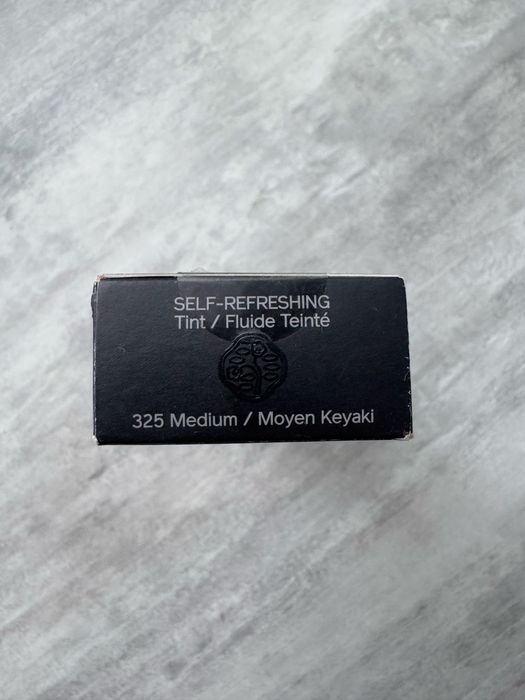 SELF-REFRESHING
Tint / Fluide Teinté
325 Medium / Moyen Keyaki